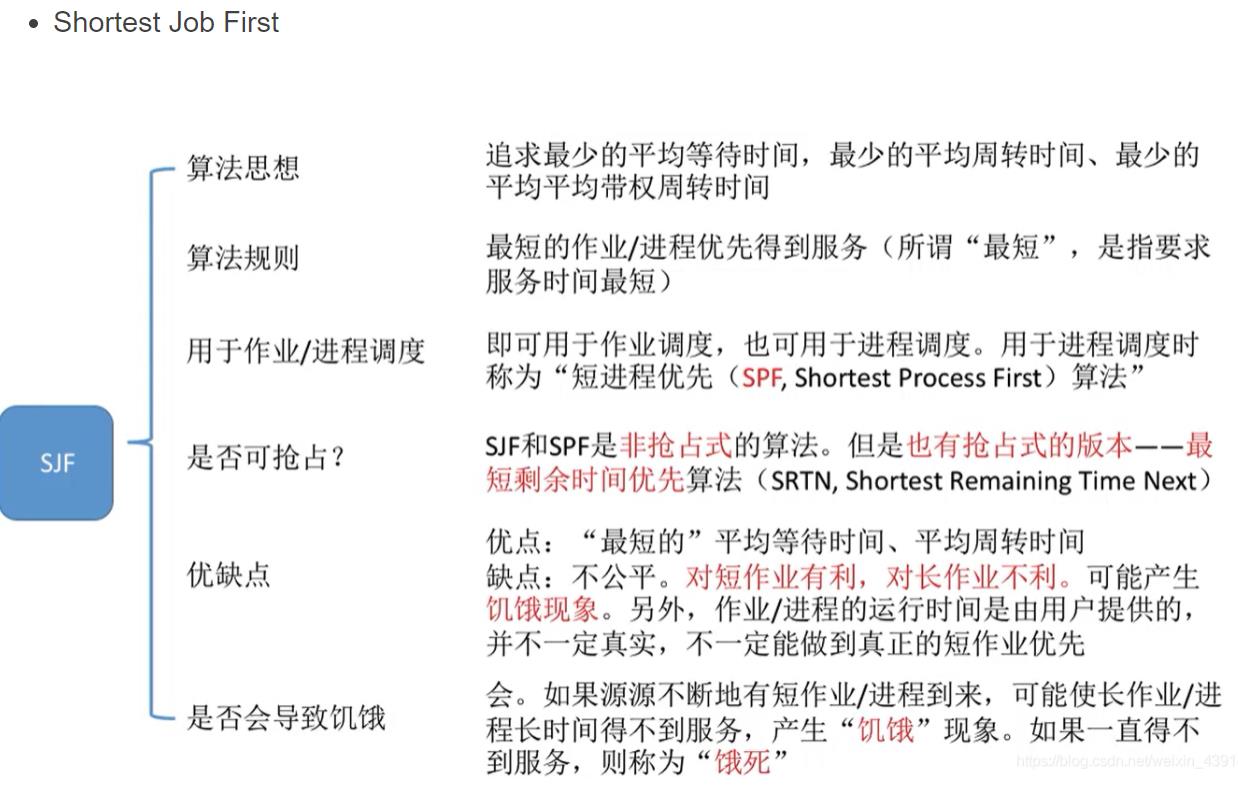 Shortest Job First
算法思想
追求最少的平均等待时间，最少的平均周转时间、最少的
平均平均带权周转时间
算法规则
最短的作业/进程优先得到服务（所谓“最短”，是指要求
服务时间最短）
用于作业/进程调度
即可用于作业调度，也可用于进程调度。用于进程调度时
称为“短进程优先（SPF, Shortest Process First）算法”
SJF
是否可抢占？
SJF和SPF是非抢占式的算法。但是也有抢占式的版本——最
短剩余时间优先算法（SRTN, Shortest Remaining Time Next）
优缺点
优点：“最短的”平均等待时间、平均周转时间
缺点：不公平。对短作业有利，对长作业不利。可能产生
饥饿现象。另外，作业/进程的运行时间是由用户提供的，
并不一定真实，不一定能做到真正的短作业优先
是否会导致饥饿
会。如果源源不断地有短作业/进程到来，可能使长作业/进
程长时间得不到服务，产生“饥饿”现象。如果一直得不
到服务，则称为“饿死”
https://blog.csdn.net/weixin_4391